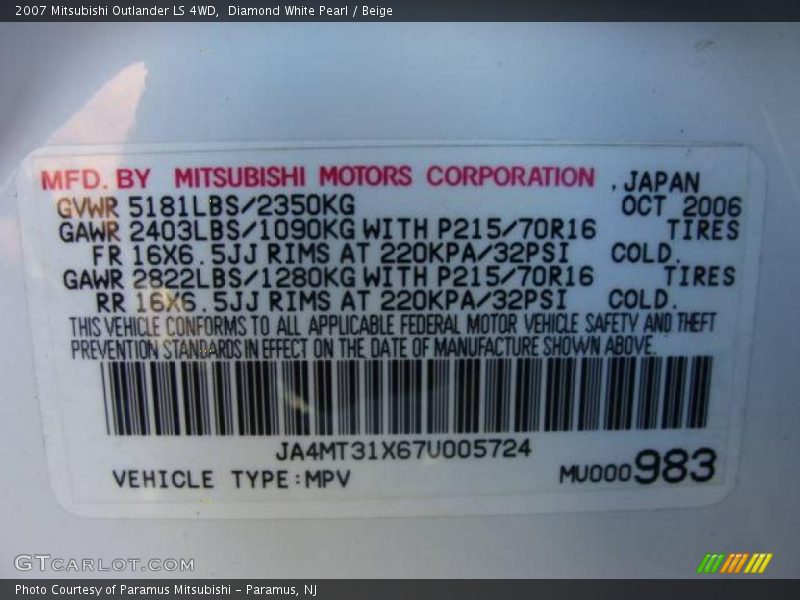 2007 Mitsubishi Outlander LS 4WD, Diamond White Pearl / Beige
MFD. BY MITSUBISHI MOTORS CORPORATION , JAPAN
GVWR 5181LBS/2350KG OCT 2006
GAWR 2403LBS/1090KG WITH P215/70R16 TIRES
FR 16X6.5JJ RIMS AT 220KPA/32PSI COLD.
GAWR 2822LBS/1280KG WITH P215/70R16 TIRES
RR 16X6.5JJ RIMS AT 220KPA/32PSI COLD.
THIS VEHICLE CONFORMS TO ALL APPLICABLE FEDERAL MOTOR VEHICLE SAFETY AND THEFT
PREVENTION STANDARDS IN EFFECT ON THE DATE OF MANUFACTURE SHOWN ABOVE.
JA4MT31X67U005724
VEHICLE TYPE:MPV MU000983
GTCARLOT.COM
Photo Courtesy of Paramus Mitsubishi - Paramus, NJ